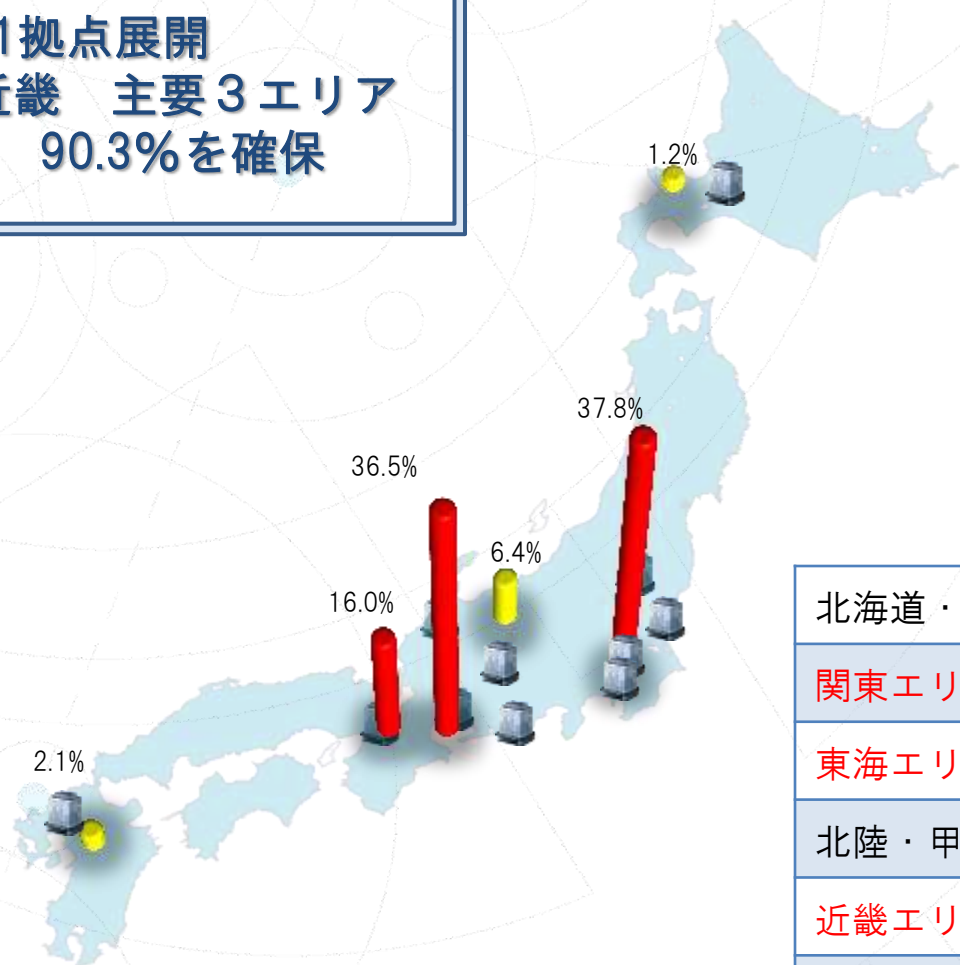 1拠点展開
近畿　主要３エリア
90.3%を確保
1.2%
37.8%
36.5%
6.4%
16.0%
2.1%
北海道・
関東エリ
東海エリ
北陸・甲
近畿エリ